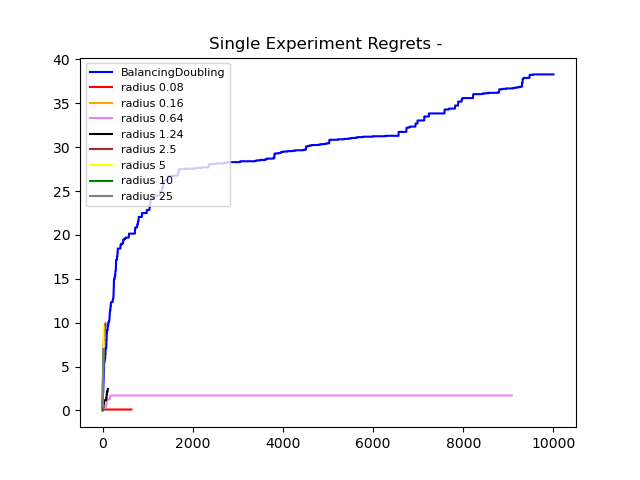 Single Experiment Regrets -
40
35
30
25
20
15
10
5
0
BalancingDoubling
radius 0.08
radius 0.16
radius 0.64
radius 1.24
radius 2.5
radius 5
radius 10
radius 25
0 2000 4000 6000 8000 10000